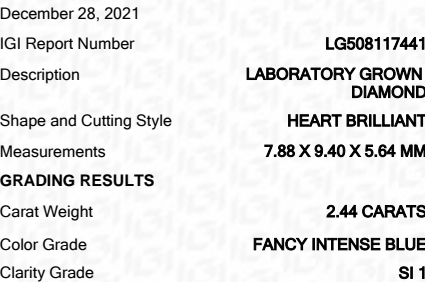 December 28, 2021
IGI Report Number LG508117441
Description LABORATORY GROWN
DIAMOND
Shape and Cutting Style HEART BRILLIANT
Measurements 7.88 X 9.40 X 5.64 MM
GRADING RESULTS
Carat Weight 2.44 CARATS
Color Grade FANCY INTENSE BLUE
Clarity Grade SI 1